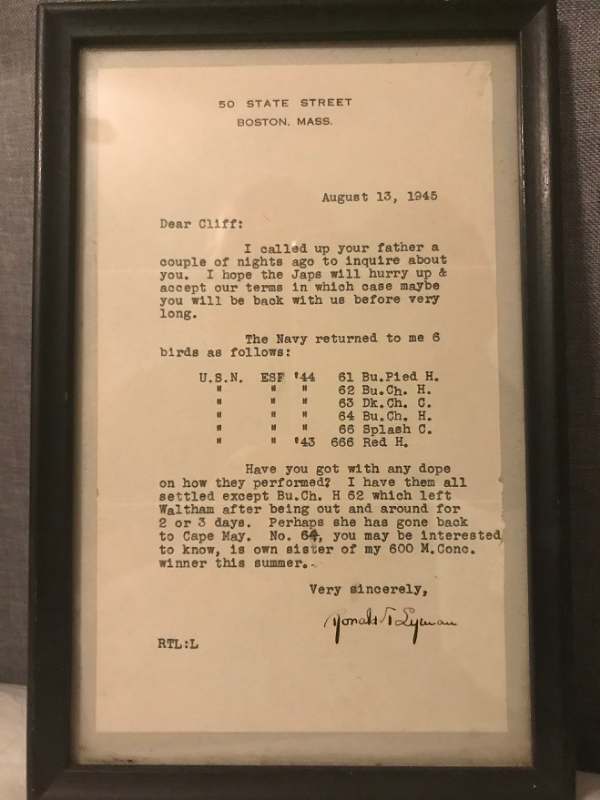 50 STATE STREET
BOSTON, MASS.
August 13, 1945
Dear Cliff:
I called up your father a
couple of nights ago to inquire about
you. I hope the Japs will hurry up &
accept our terms in which case maybe
you will be back with us before very
long.
The Navy returned to me 6
birds as follows:
U.S.N. ESF '44 61 Bu.Pied H.
" " " 62 Bu.Ch. H.
" " " 63 Dk.Ch. C.
" " " 64 Bu.Ch. H.
" " " 66 Splash C.
" " '43 666 Red H.
Have you got with any dope
on how they performed? I have them all
settled except Bu.Ch. H 62 which left
Waltham after being out and around for
2 or 3 days. Perhaps she has gone back
to Cape May. No. 64, you may be interested
to know, is own sister of my 600 M.Conc.
winner this summer.
Very sincerely,
Ronald T Lyman
RTL:L